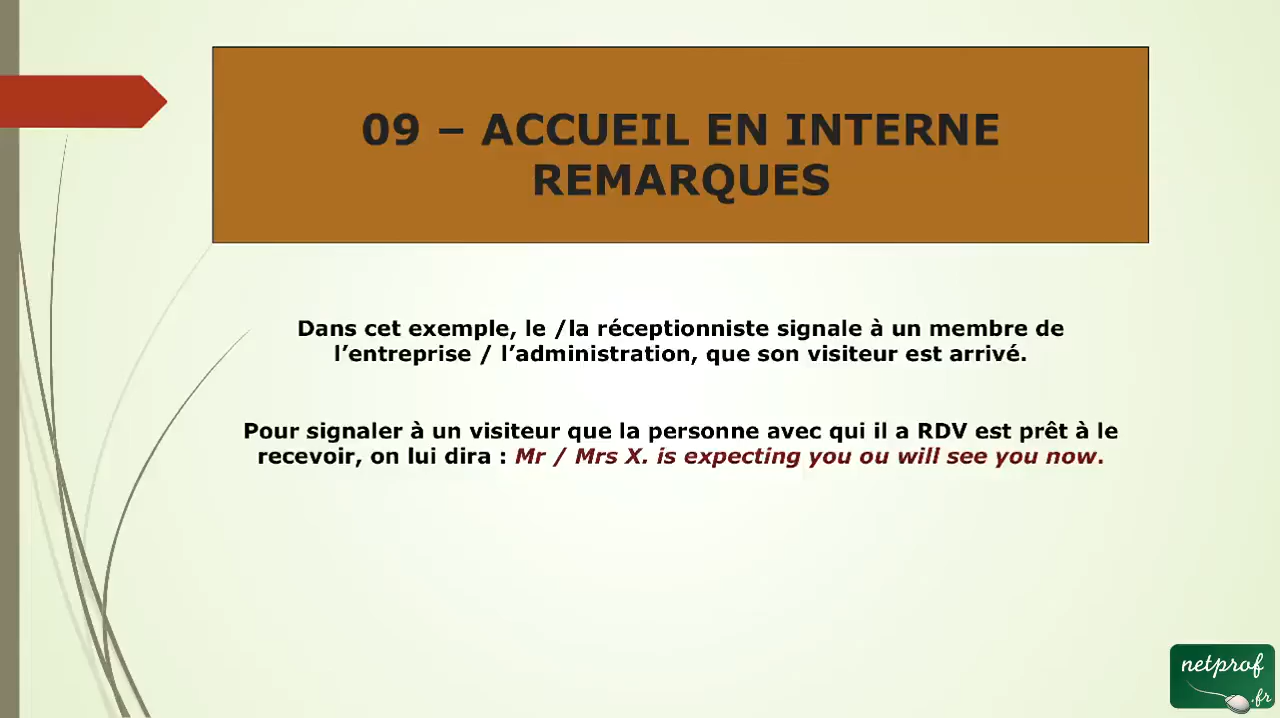 09 – ACCUEIL EN INTERNE
REMARQUES
Dans cet exemple, le /la réceptionniste signale à un membre de
l’entreprise / l’administration, que son visiteur est arrivé.
Pour signaler à un visiteur que la personne avec qui il a RDV est prêt à le
recevoir, on lui dira : Mr / Mrs X. is expecting you ou will see you now.
netprof
.fr